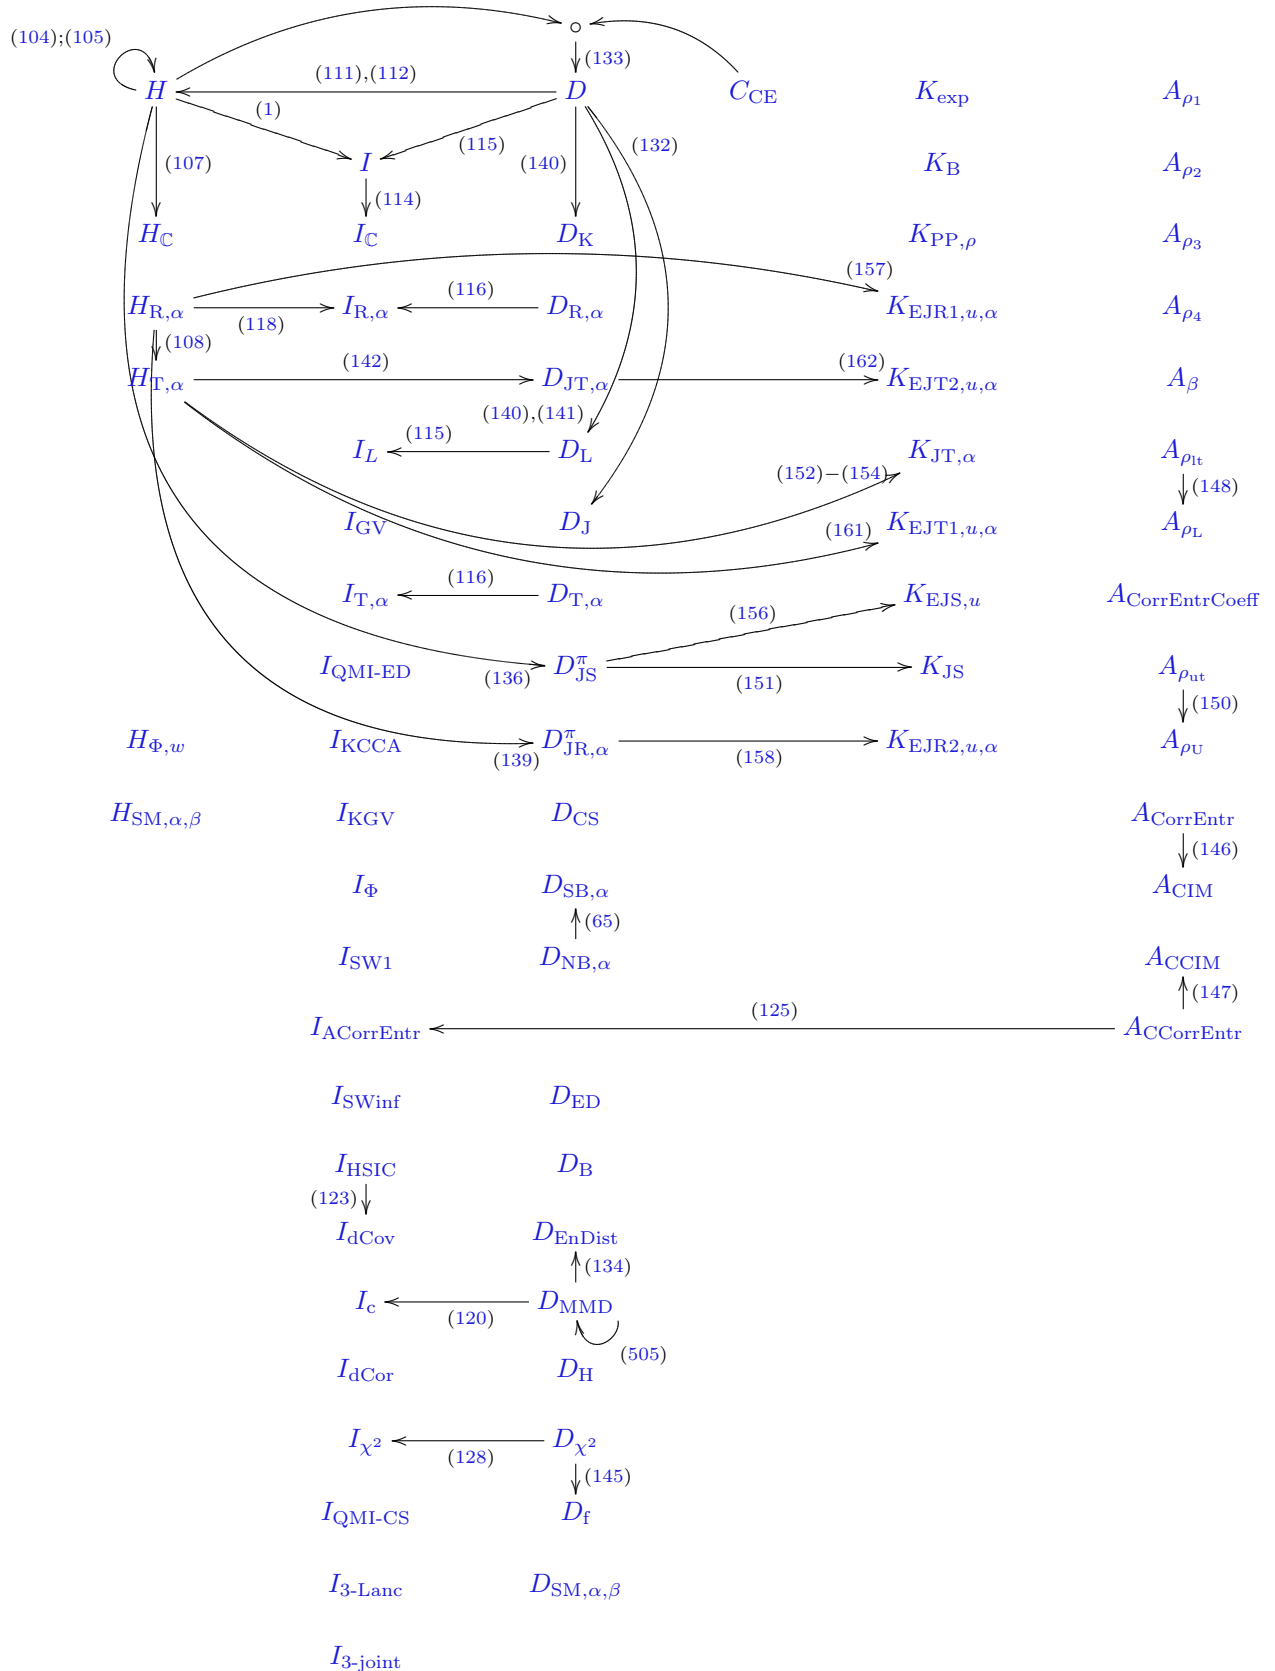 ∘
(104);(105)
(133)
(111),(112)
H D C_CE K_exp A_ρ₁
(1)
(115) (132)
(107) I (140) K_B A_ρ₂
(114)
H_ℂ I_ℂ D_K K_PP,ρ A_ρ₃
(157)
(116)
H_R,α I_R,α D_R,α K_EJR1,u,α A_ρ₄
(118)
(108)
(142) (162)
H_T,α D_JT,α K_EJT2,u,α A_β
(140),(141)
(115)
I_L D_L K_JT,α A_ρ_lt
(152)−(154)
(148)
I_GV D_J K_EJT1,u,α A_ρ_L
(161)
(116)
I_T,α D_T,α K_EJS,u A_CorrEntrCoeff
(156)
I_QMI-ED D^π_JS K_JS A_ρ_ut
(136) (151)
(150)
H_Φ,w I_KCCA D^π_JR,α K_EJR2,u,α A_ρ_U
(139) (158)
H_SM,α,β I_KGV D_CS A_CorrEntr
(146)
I_Φ D_SB,α A_CIM
(65)
I_SW1 D_NB,α A_CCIM
(147)
(125)
I_ACorrEntr A_CCorrEntr
I_SWinf D_ED
I_HSIC D_B
(123)
I_dCov D_EnDist
(134)
I_c D_MMD
(120)
(505)
I_dCor D_H
I_χ² D_χ²
(128)
(145)
I_QMI-CS D_f
I_3-Lanc D_SM,α,β
I_3-joint